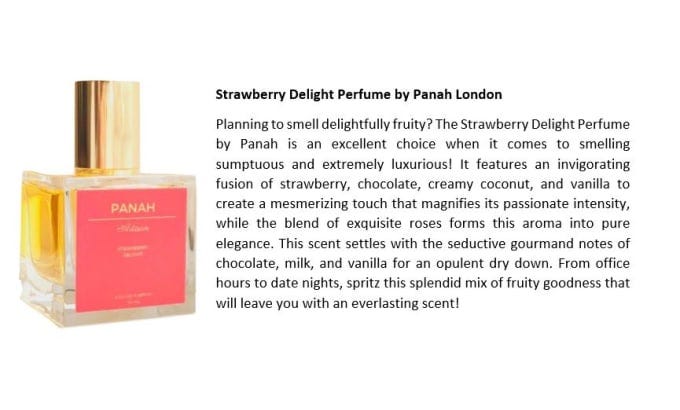 Strawberry Delight Perfume by Panah London
Planning to smell delightfully fruity? The Strawberry Delight Perfume
by Panah is an excellent choice when it comes to smelling
sumptuous and extremely luxurious! It features an invigorating
fusion of strawberry, chocolate, creamy coconut, and vanilla to
create a mesmerizing touch that magnifies its passionate intensity,
while the blend of exquisite roses forms this aroma into pure
elegance. This scent settles with the seductive gourmand notes of
chocolate, milk, and vanilla for an opulent dry down. From office
hours to date nights, spritz this splendid mix of fruity goodness that
will leave you with an everlasting scent!
PANAH
STRAWBERRY
DELIGHT